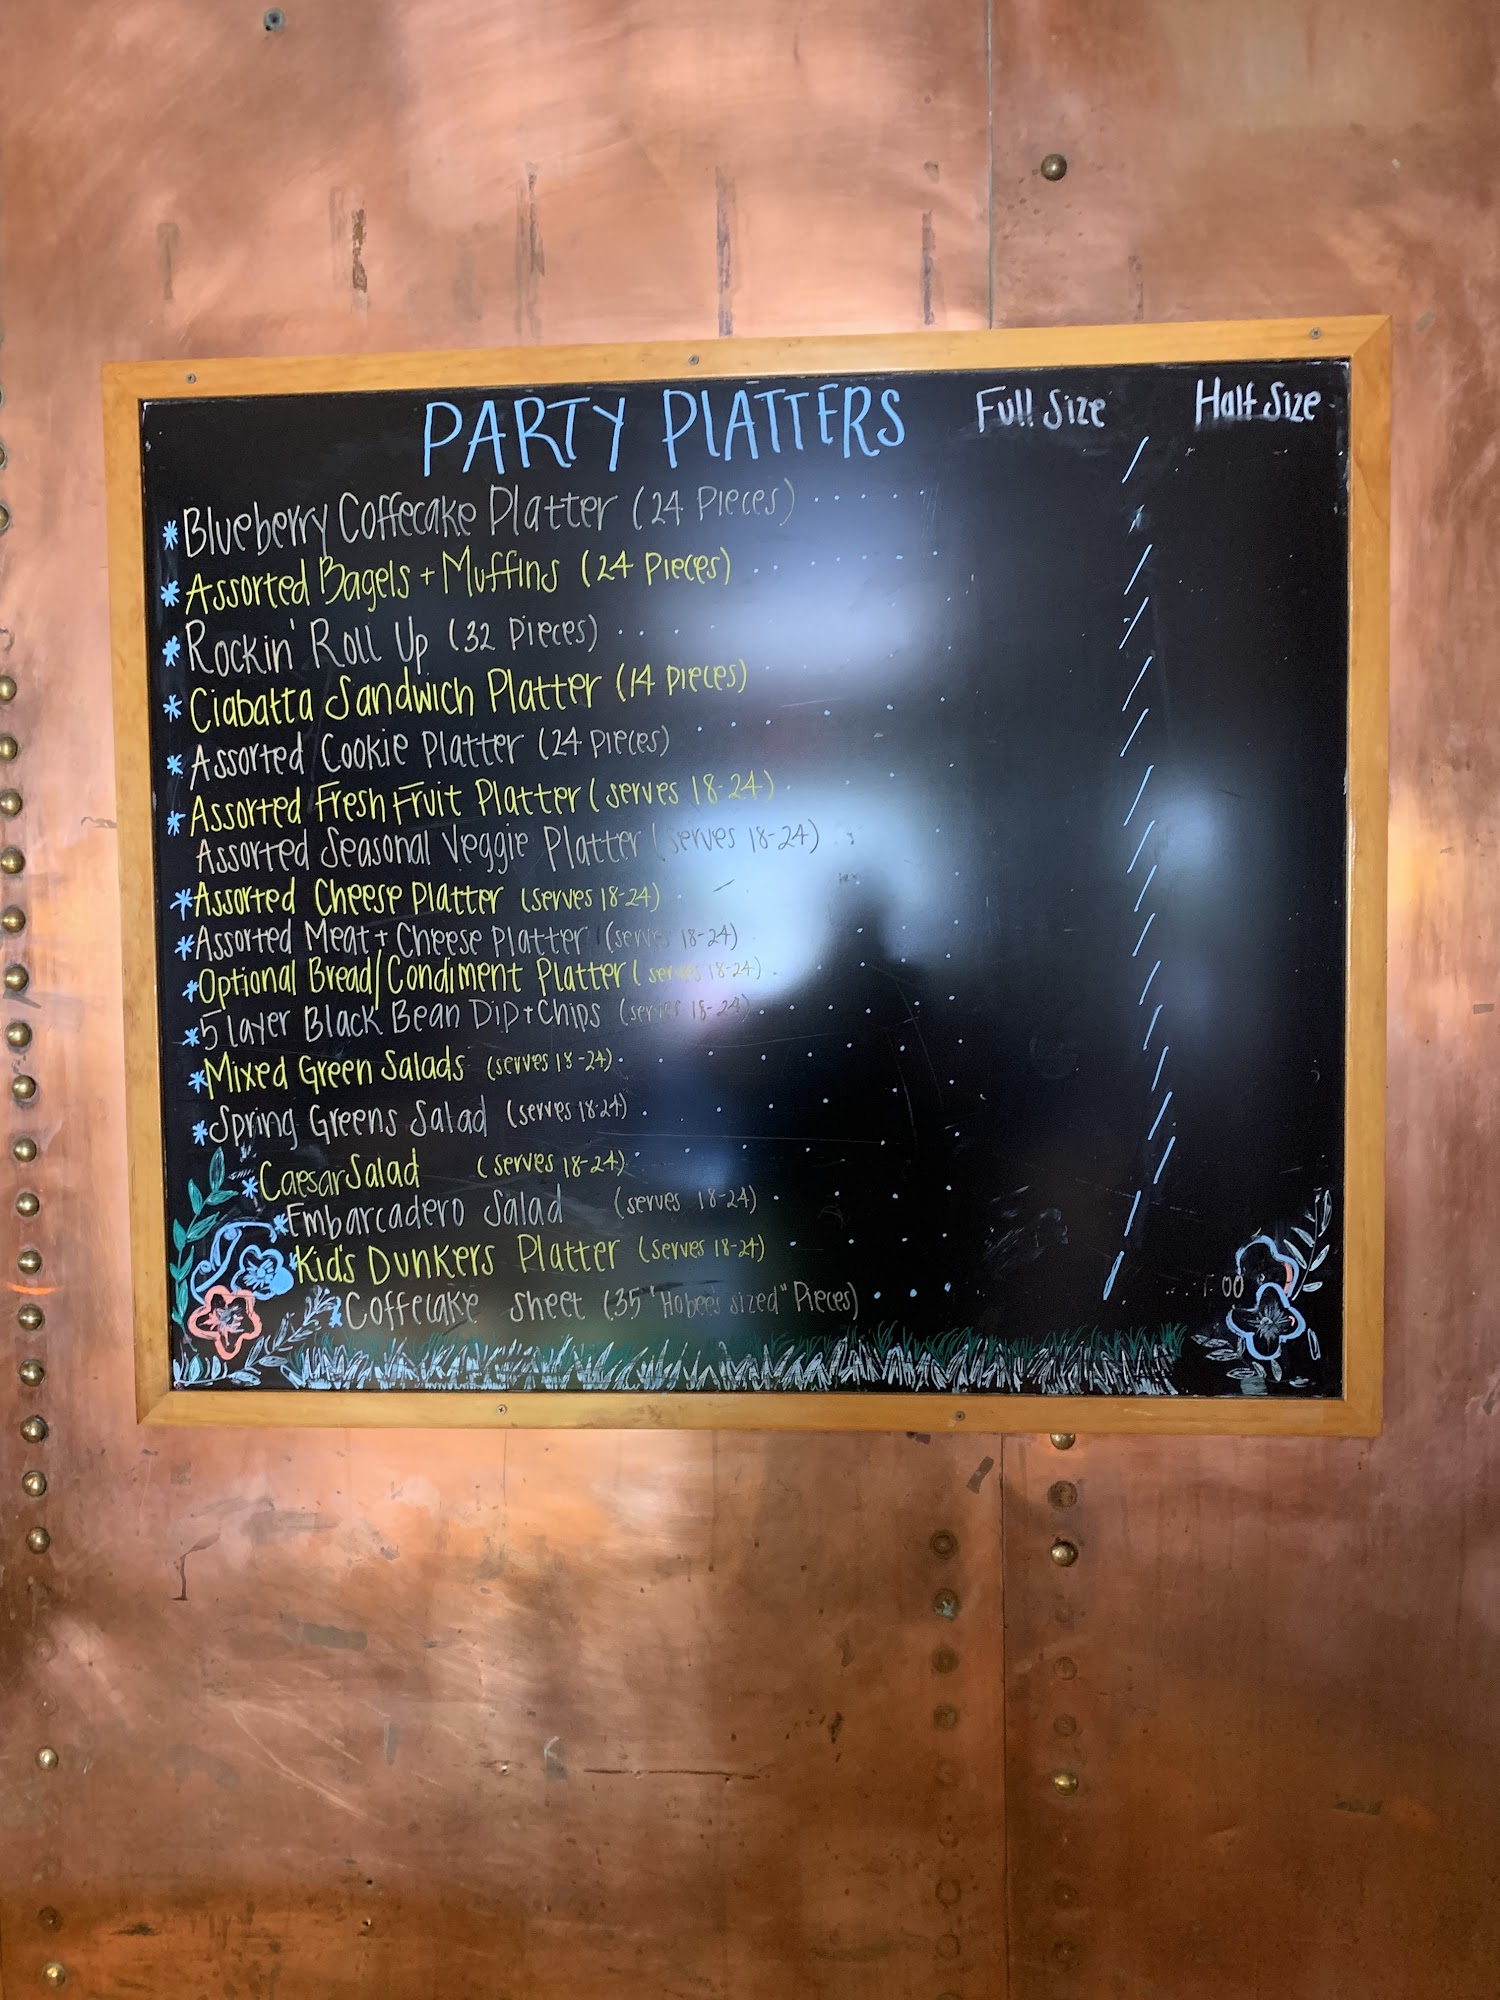 PARTY PLATTERS Full Size Half Size
*Blueberry Coffecake Platter (24 Pieces)
*Assorted Bagels + Muffins (24 Pieces)
*Rockin' Roll Up (32 Pieces)
*Ciabatta Sandwich Platter (14 pieces)
*Assorted Cookie Platter (24 pieces)
*Assorted Fresh Fruit Platter (serves 18-24)
Assorted Seasonal Veggie Platter (serves 18-24)
*Assorted Cheese Platter (serves 18-24)
*Assorted Meat + Cheese Platter (serves 18-24)
*Optional Bread/Condiment Platter (serves 18-24)
*5 layer Black Bean Dip + Chips (serves 18-24)
*Mixed Green Salads (serves 18-24)
*Spring Greens Salad (serves 18-24)
*Caesar Salad (serves 18-24)
*Embarcadero Salad (serves 18-24)
*Kid's Dunkers Platter (serves 18-24)
*Coffecake Sheet (35 "Hobee's sized" Pieces) 00